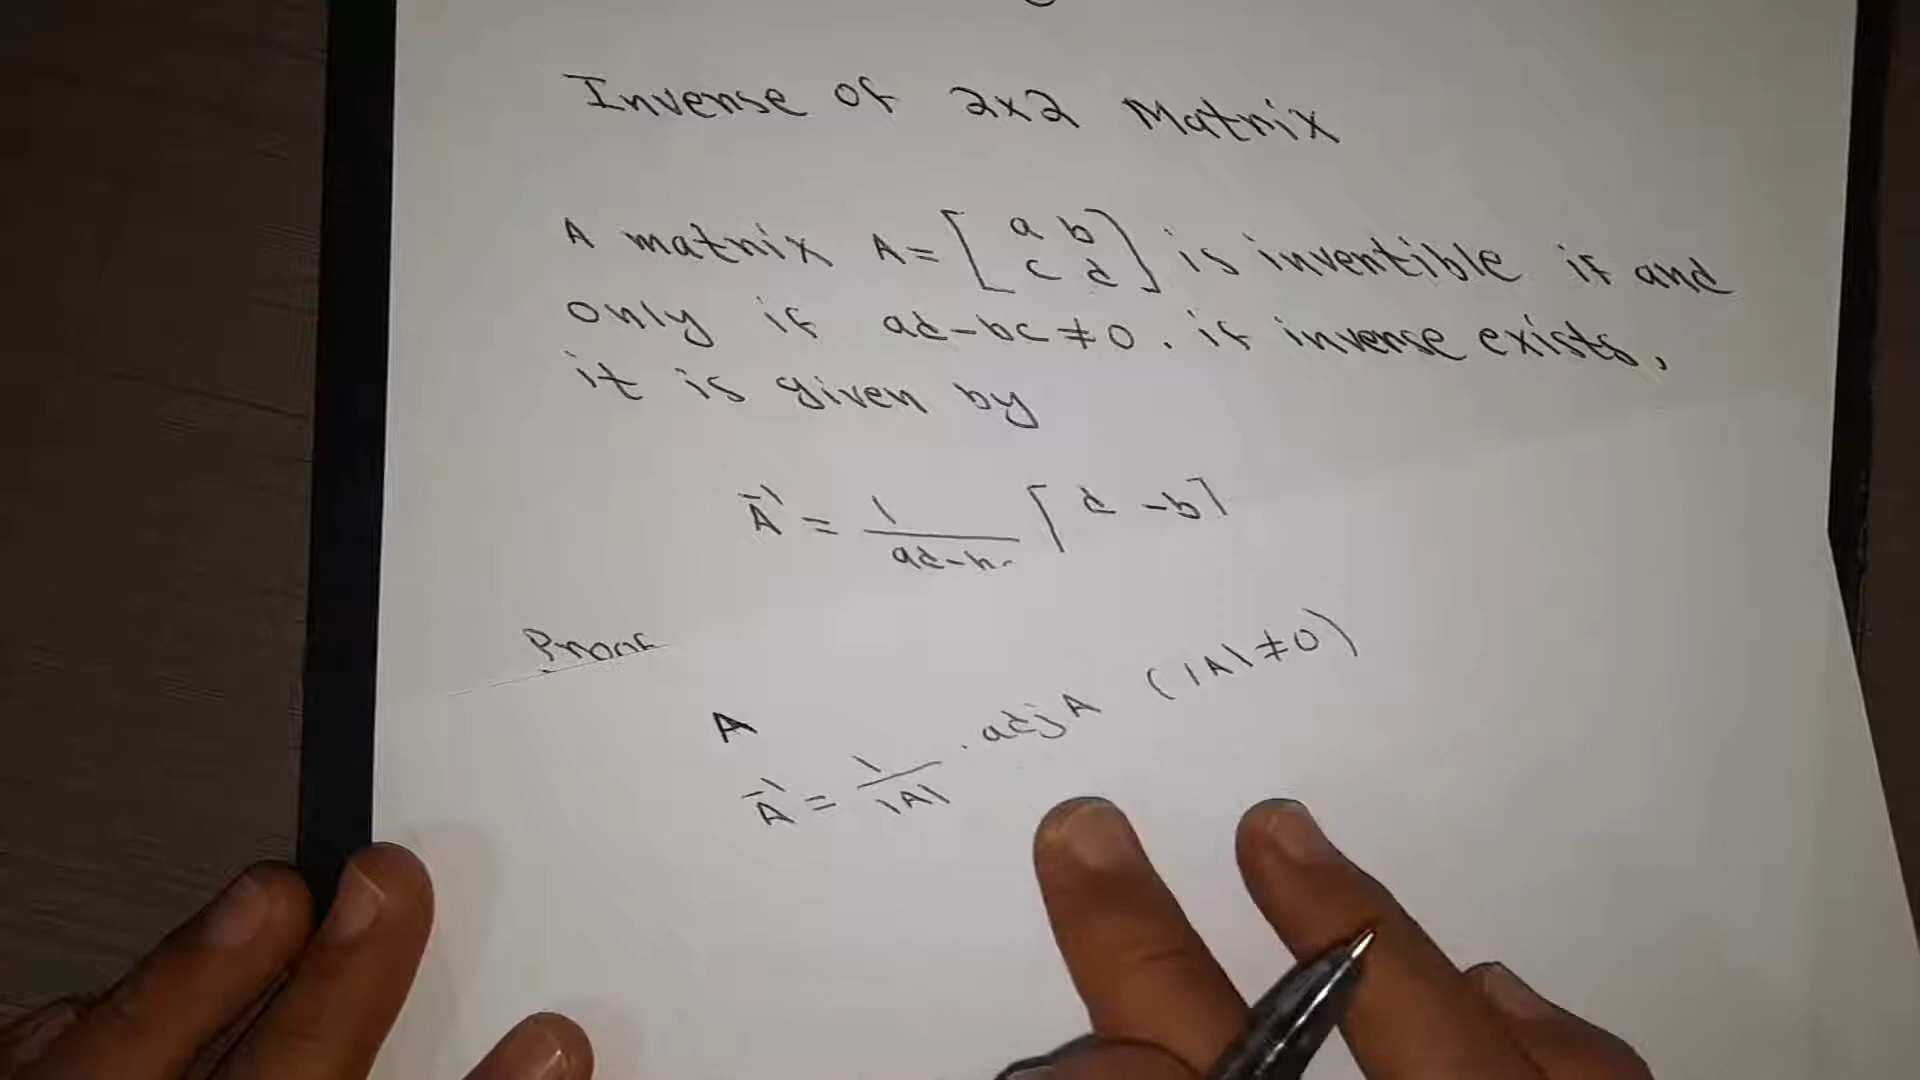 Inverse of 2x2 Matrix
A matrix A = [a b
c d] is invertible if and
only if ad-bc≠0. if inverse exists,
it is given by
A⁻¹ = 1/ad-b [d -b]
Proof
A
A⁻¹ = 1/|A| . adj A (|A|≠0)